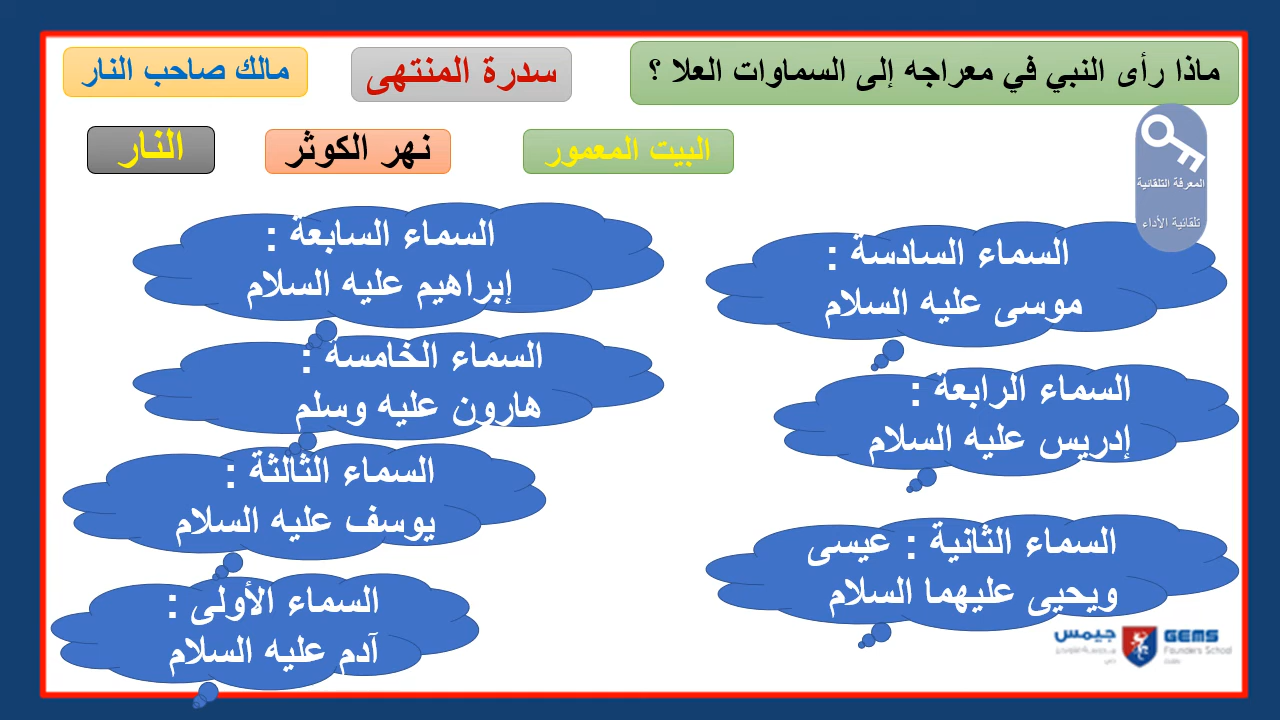 ماذا رأى النبي في معراجه إلى السماوات العلا ؟
سدرة المنتهى
مالك صاحب النار
البيت المعمور
نهر الكوثر
النار
المعرفة التلقائية
تلقائية الأداء
السماء السابعة :
إبراهيم عليه السلام
السماء السادسة :
موسى عليه السلام
السماء الخامسة :
هارون عليه وسلم
السماء الرابعة :
إدريس عليه السلام
السماء الثالثة :
يوسف عليه السلام
السماء الثانية : عيسى
ويحيى عليهما السلام
السماء الأولى :
آدم عليه السلام
جيمس
GEMS
Founders School